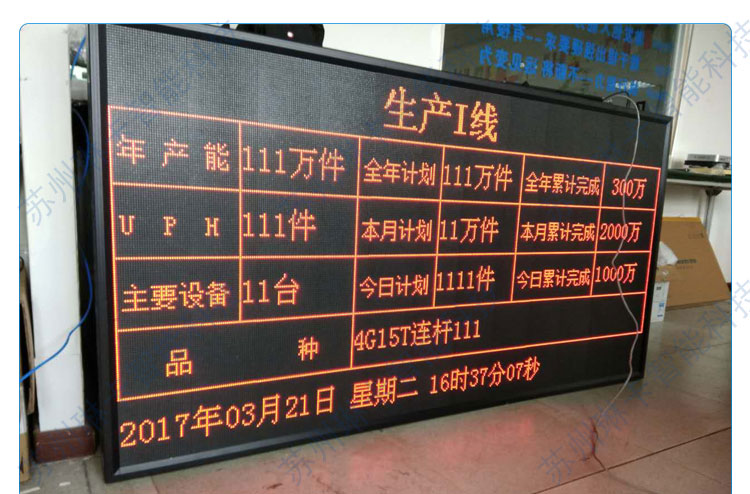 生产I线
年产能 111万件 全年计划 111万件 全年累计完成 300万
UPH 111件 本月计划 11万件 本月累计完成 2000万
主要设备 11台 今日计划 1111件 今日累计完成 1000万
品种 4G15T连杆111
2017年03月21日 星期二 16时37分07秒